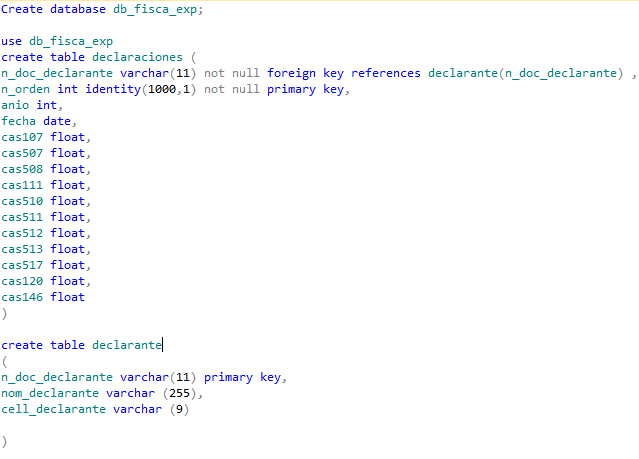 Create database db_fisca_exp;
use db_fisca_exp
create table declaraciones (
n_doc_declarante varchar(11) not null foreign key references declarante(n_doc_declarante) ,
n_orden int identity(1000,1) not null primary key,
anio int,
fecha date,
cas107 float,
cas507 float,
cas508 float,
cas111 float,
cas510 float,
cas511 float,
cas512 float,
cas513 float,
cas517 float,
cas120 float,
cas146 float
)
create table declarante
(
n_doc_declarante varchar(11) primary key,
nom_declarante varchar (255),
cell_declarante varchar (9)
)